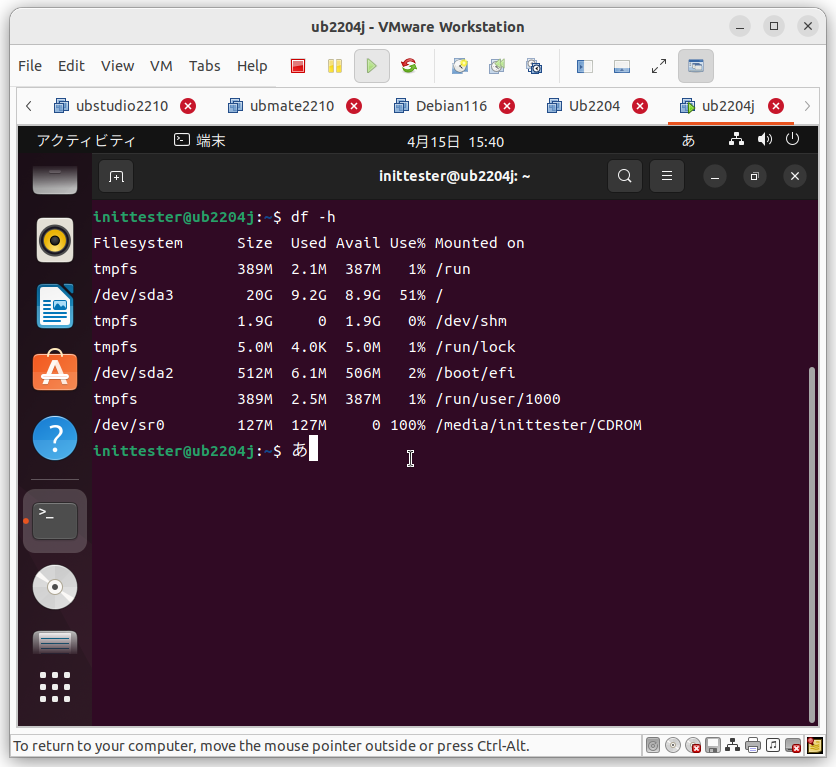 ub2204j - VMware Workstation
File Edit View VM Tabs Help
ubstudio2210 ubmate2210 Debian116 Ub2204 ub2204j
アクティビティ 端末 4月15日 15:40 あ
inittester@ub2204j: ~
inittester@ub2204j:~$ df -h
Filesystem Size Used Avail Use% Mounted on
tmpfs 389M 2.1M 387M 1% /run
/dev/sda3 20G 9.2G 8.9G 51% /
tmpfs 1.9G 0 1.9G 0% /dev/shm
tmpfs 5.0M 4.0K 5.0M 1% /run/lock
/dev/sda2 512M 6.1M 506M 2% /boot/efi
tmpfs 389M 2.5M 387M 1% /run/user/1000
/dev/sr0 127M 127M 0 100% /media/inittester/CDROM
inittester@ub2204j:~$ あ
To return to your computer, move the mouse pointer outside or press Ctrl-Alt.